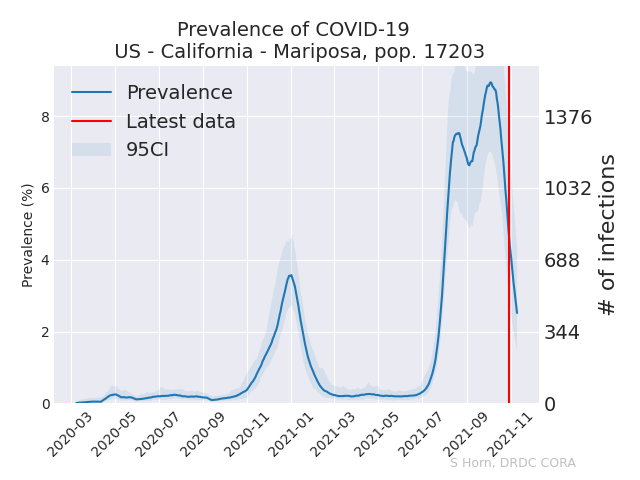 Prevalence of COVID-19
US - California - Mariposa, pop. 17203
Prevalence
Latest data
95CI
Prevalence (%)
8
6
4
2
0
1376
1032
688
344
0
# of infections
2020-03
2020-05
2020-07
2020-09
2020-11
2021-01
2021-03
2021-05
2021-07
2021-09
2021-11
S Horn, DRDC CORA